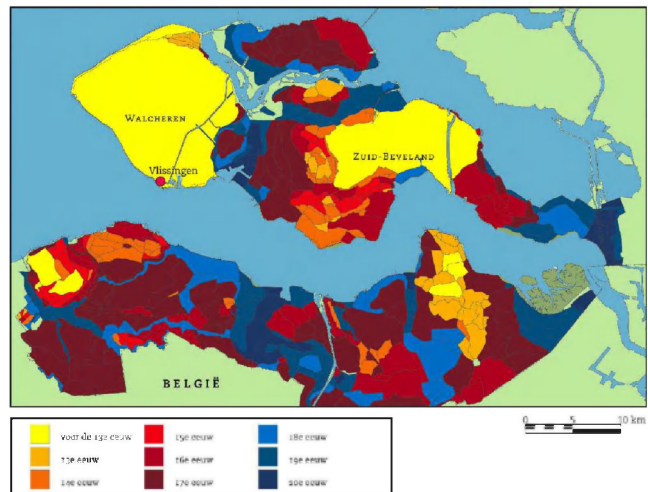 WALCHEREN
Vlissingen
ZUID-BEVELAND
BELGIË
0 5 10 km
voor de 13e eeuw
13e eeuw
14e eeuw
15e eeuw
16e eeuw
17e eeuw
18e eeuw
19e eeuw
20e eeuw